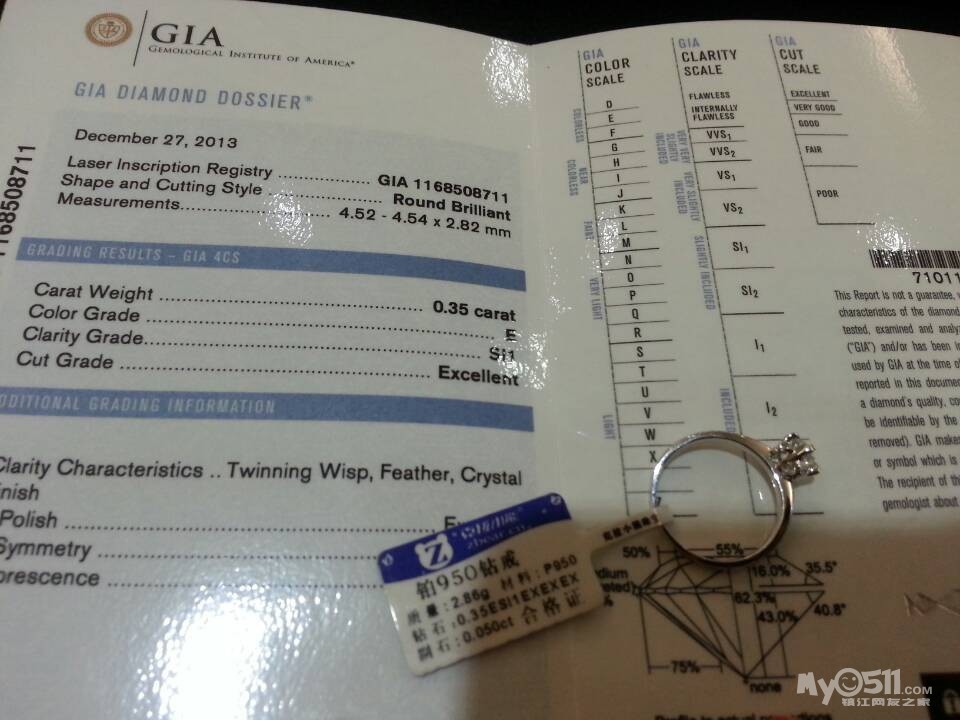 GIA
GEMOLOGICAL INSTITUTE OF AMERICA®
GIA DIAMOND DOSSIER®
December 27, 2013
Laser Inscription Registry .............. GIA 1168508711
Shape and Cutting Style .............. Round Brilliant
Measurements.............. 4.52 - 4.54 x 2.82 mm
1168508711
GRADING RESULTS - GIA 4CS
Carat Weight .............. 0.35 carat
Color Grade .............. E
Clarity Grade.............. SI1
Cut Grade .............. Excellent
DDITIONAL GRADING INFORMATION
Clarity Characteristics .. Twinning Wisp, Feather, Crystal
inish
Polish
Symmetry
orescence
GIA
COLOR
SCALE
COLORLESS
D
E
F
NEAR COLORLESS
G
H
I
J
FAINT
K
L
M
VERY LIGHT
N
O
P
Q
R
LIGHT
S
T
U
V
W
X
GIA
CLARITY
SCALE
FLAWLESS
INTERNALLY
FLAWLESS
VERY VERY SLIGHTLY INCLUDED
VVS1
VVS2
VERY SLIGHTLY INCLUDED
VS1
VS2
SLIGHTLY INCLUDED
SI1
SI2
INCLUDED
I1
I2
GIA
CUT
SCALE
EXCELLENT
VERY GOOD
GOOD
FAIR
POOR
71011
This Report is not a guarantee,
characteristics of the diamond
tested, examined and analy
("GIA") and/or has been in
used by GIA at the time of
reported in this documen
a diamond's quality, co
be identifiable by the
removed). GIA makes
or symbol which is
The recipient of th
gemologist about
Z
zbear.cn
铂950钻戒
质量：2.86g 材料：P950
钻石：0.35ESI1EXEXEX
副石：0.050ct 合格证
50%
55%
16.0%
35.5°
62.3%
43.0%
40.8°
75%
none
My0511.COM
镇江网友之家